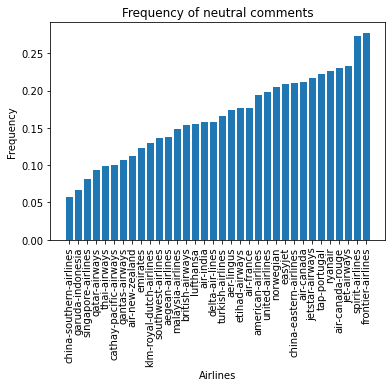 Frequency of neutral comments
Frequency
0.25
0.20
0.15
0.10
0.05
0.00
china-southern-airlines
garuda-indonesia
singapore-airlines
qatar-airways
thai-airways
cathay-pacific-airways
qantas-airways
air-new-zealand
emirates
klm-royal-dutch-airlines
southwest-airlines
aegean-airlines
malaysia-airlines
british-airways
lufthansa
air-india
delta-air-lines
turkish-airlines
aer-lingus
etihad-airways
air-france
american-airlines
united-airlines
norwegian
easyjet
china-eastern-airlines
air-canada
jetstar-airways
tap-portugal
ryanair
air-canada-rouge
jet-airways
spirit-airlines
frontier-airlines
Airlines